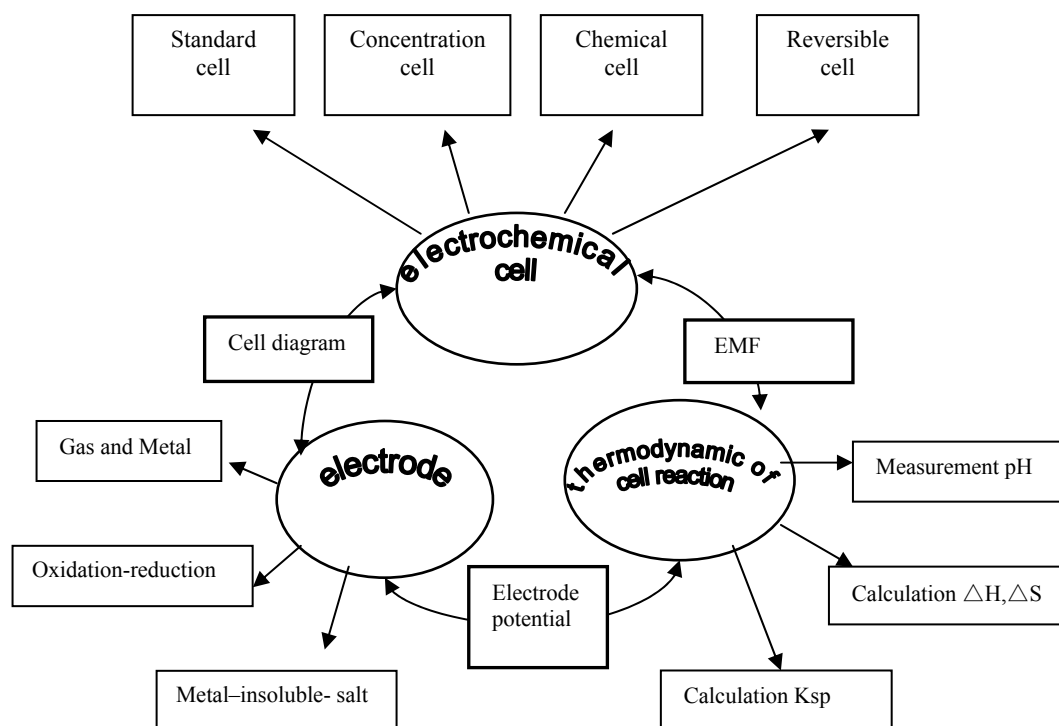 Standard
cell
Concentration
cell
Chemical
cell
Reversible
cell
electrochemical
cell
Cell diagram
EMF
Gas and Metal
electrode
thermodynamic of
cell reaction
Measurement pH
Oxidation-reduction
Electrode
potential
Calculation △H,△S
Metal–insoluble- salt
Calculation Ksp